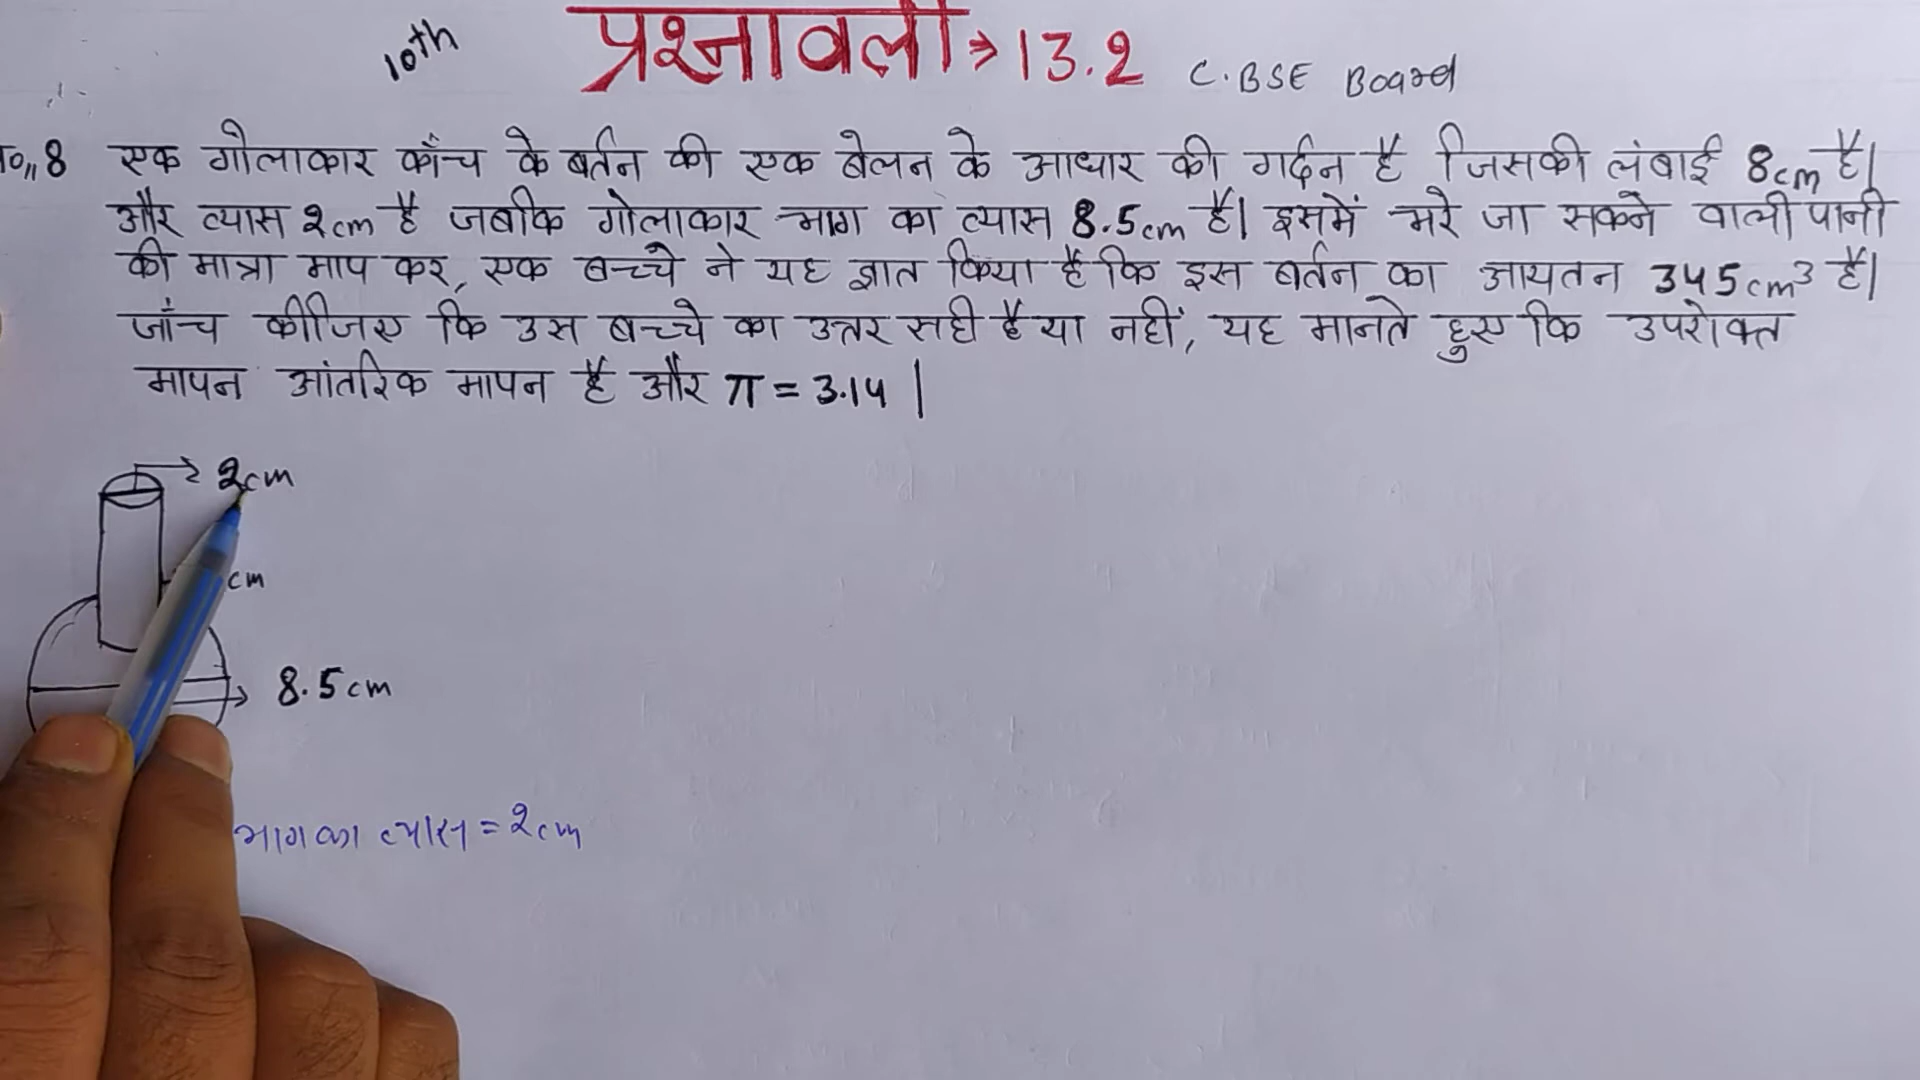 10th प्रश्नावली ⇒ 13.2 C.BSE Board
8 एक गोलाकार काँच के बर्तन की एक बेलन के आधार की गर्दन है जिसकी लंबाई 8cm है।
और व्यास 2cm है जबकि गोलाकार भाग का व्यास 8.5cm है। इसमें भरे जा सकने वाली पानी
की मात्रा माप कर, एक बच्चे ने यह ज्ञात किया है कि इस बर्तन का आयतन 345cm³ है।
जाँच कीजिए कि उस बच्चे का उत्तर सही है या नहीं, यह मानते हुए कि उपरोक्त
मापन आंतरिक मापन है और π = 3.14 |
2cm
cm
8.5cm
भाग का व्यास = 2cm